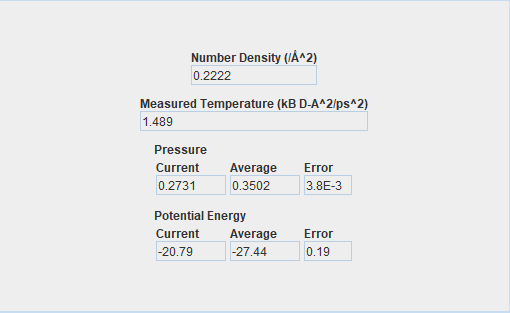 Number Density (/Å^2)
0.2222
Measured Temperature (kB D-A^2/ps^2)
1.489
Pressure
Current Average Error
0.2731 0.3502 3.8E-3
Potential Energy
Current Average Error
-20.79 -27.44 0.19